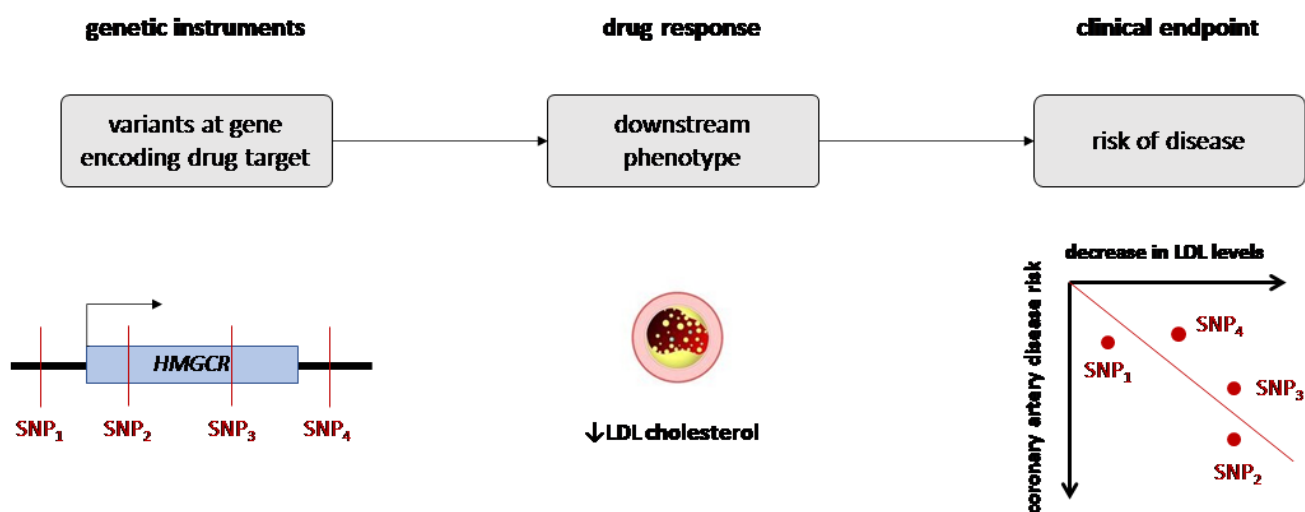 genetic instruments
drug response
clinical endpoint
variants at gene
encoding drug target
downstream
phenotype
risk of disease
HMGCR
SNP1
SNP2
SNP3
SNP4
↓LDL cholesterol
decrease in LDL levels
coronary artery disease risk
SNP4
SNP1
SNP3
SNP2